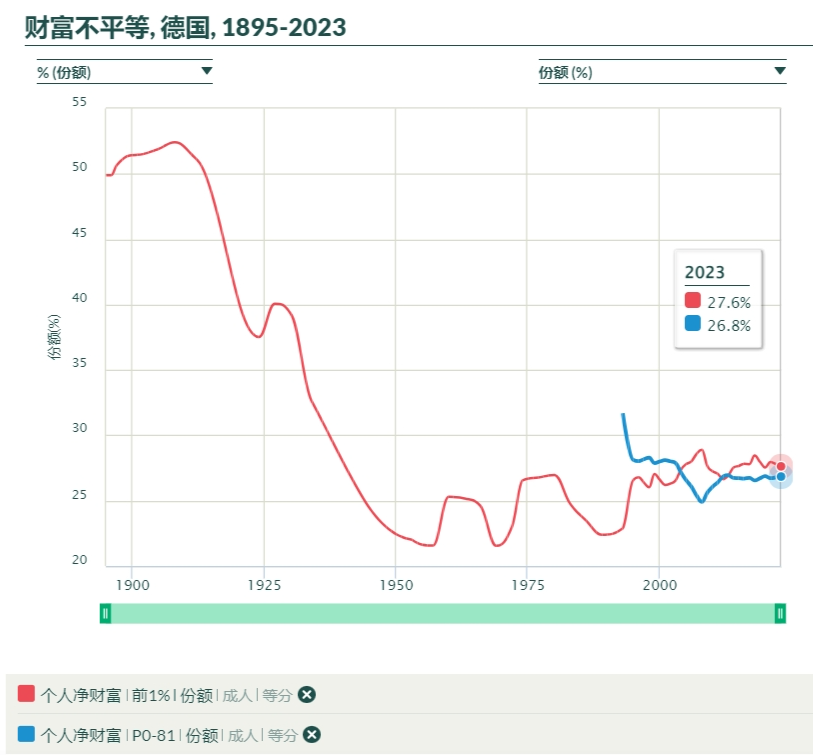 财富不平等, 德国, 1895-2023
% (份额) 份额 (%)
55
50
45
40
35
30
25
20
份额(%)
2023
27.6%
26.8%
1900 1925 1950 1975 2000
个人净财富 | 前1% | 份额 | 成人 | 等分
个人净财富 | P0-81 | 份额 | 成人 | 等分